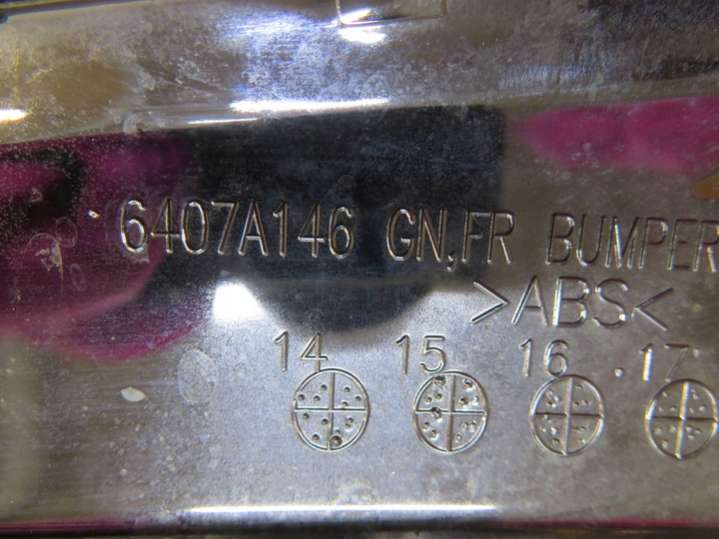 6407A146 GN,FR BUMPER
>ABS<
14 15 16 .17